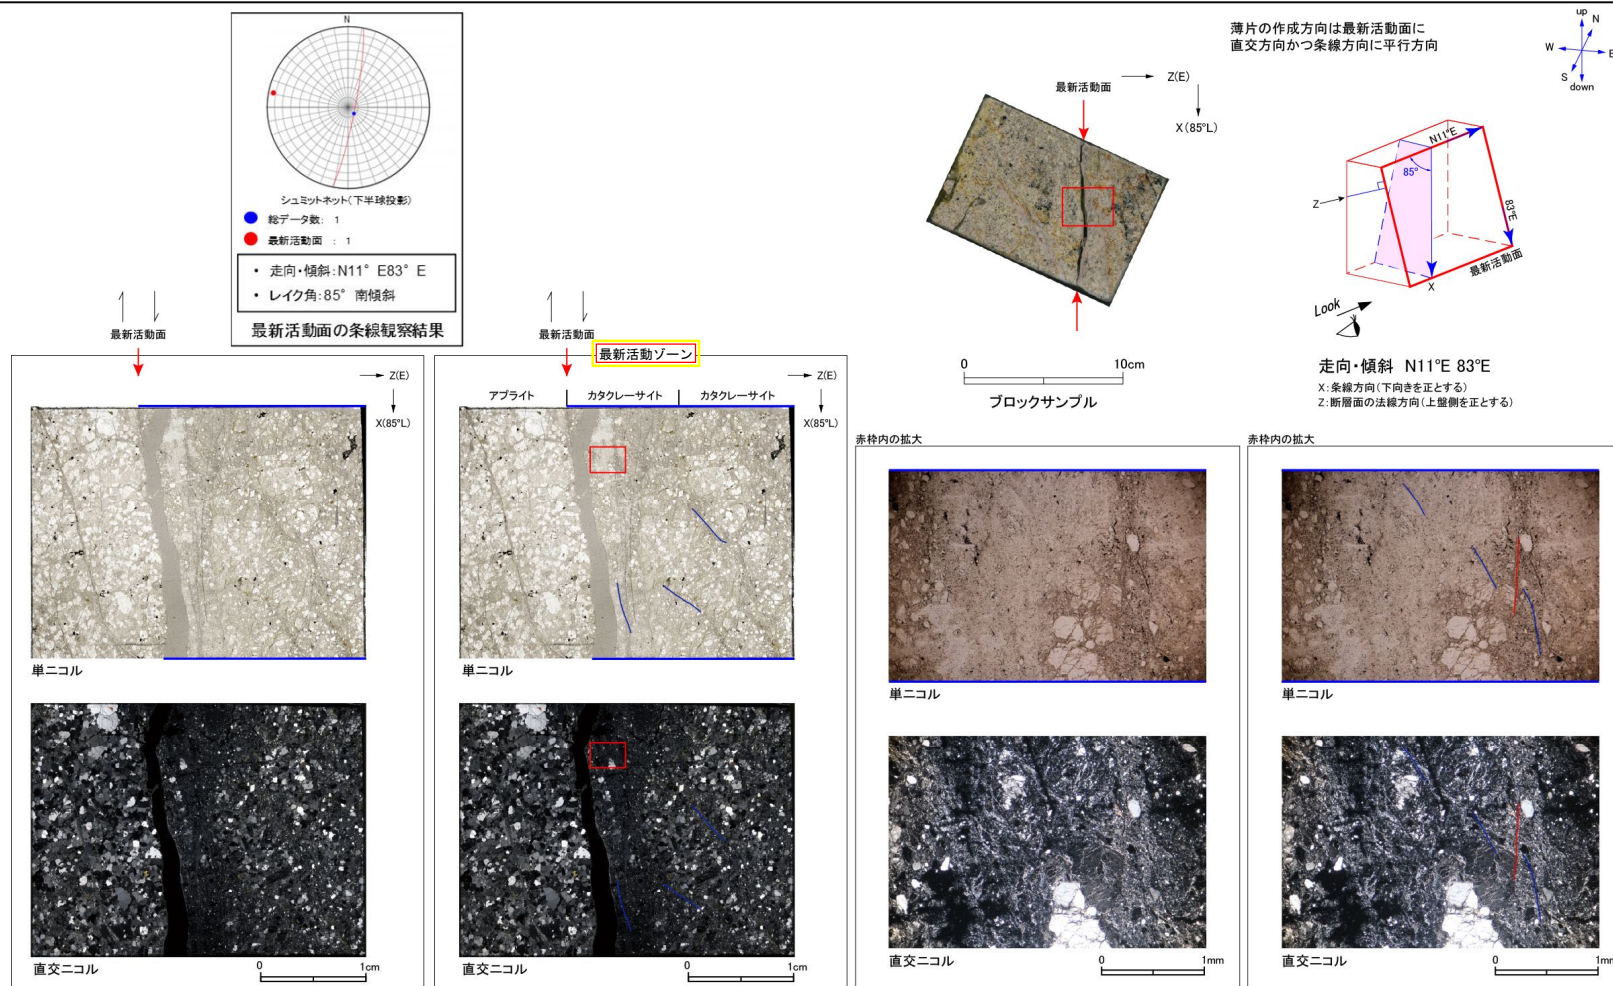 N
シュミットネット(下半球投影)
総データ数: 1
最新活動面 : 1
・ 走向・傾斜:N11° E83° E
・ レイク角:85° 南傾斜
最新活動面の条線観察結果
薄片の作成方向は最新活動面に
直交方向かつ条線方向に平行方向
up
N
W
E
S
down
最新活動面
Z(E)
X(85°L)
0 10cm
ブロックサンプル
N11°E
85°
83°E
Z
X
最新活動面
Look
走向・傾斜 N11°E 83°E
X:条線方向(下向きを正とする)
Z:断層面の法線方向(上盤側を正とする)
最新活動面
Z(E)
X(85°L)
単ニコル
直交ニコル
0 1cm
最新活動面
最新活動ゾーン
Z(E)
アプライト カタクレーサイト カタクレーサイト
X(85°L)
単ニコル
直交ニコル
0 1cm
赤枠内の拡大
単ニコル
直交ニコル
0 1mm
赤枠内の拡大
単ニコル
直交ニコル
0 1mm